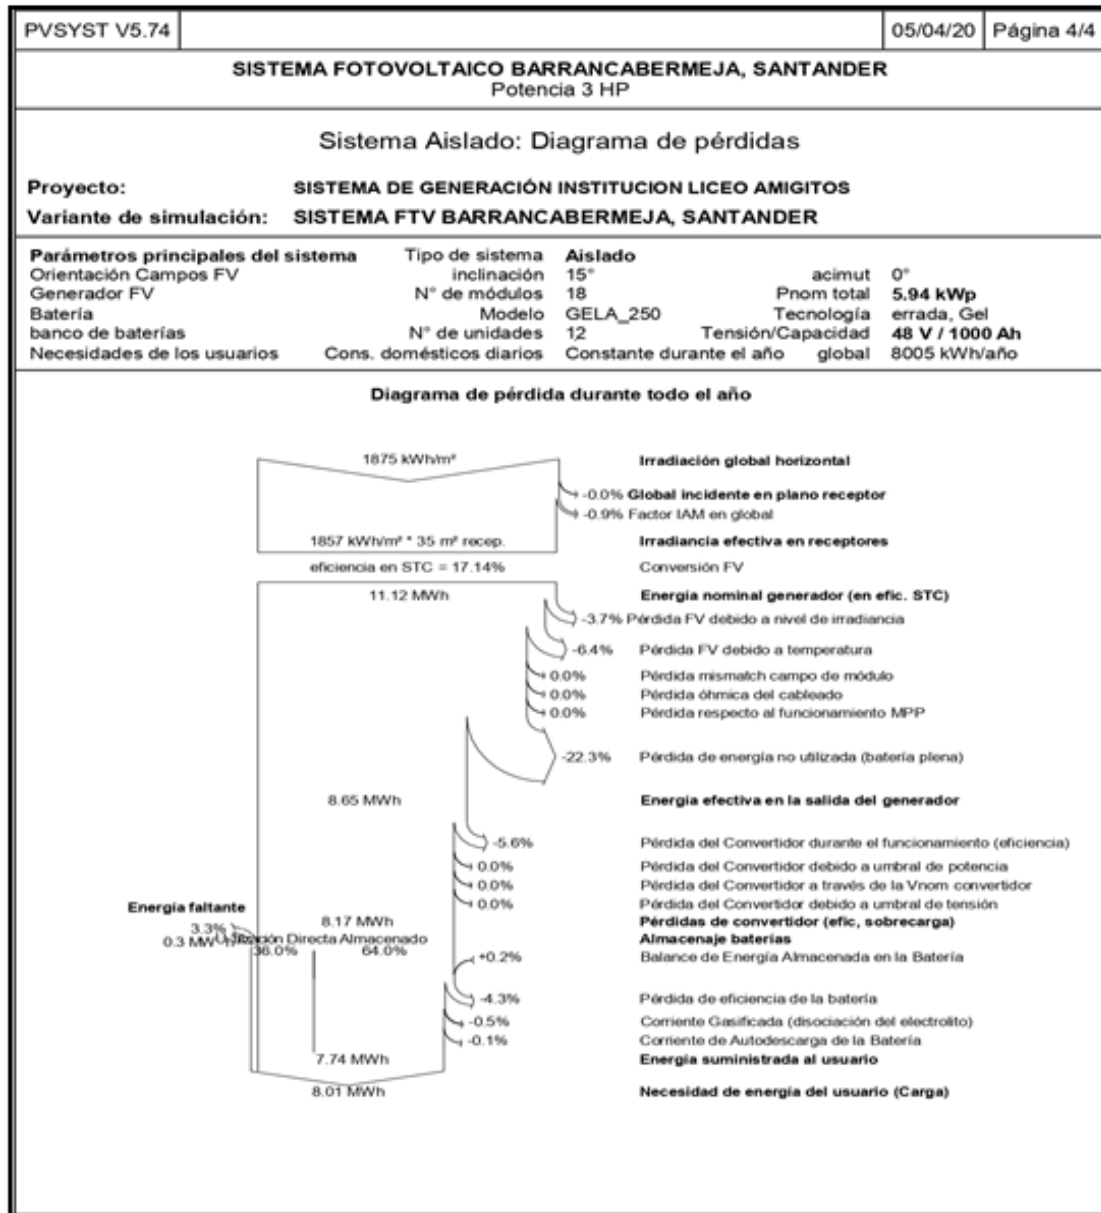 PVSYST V5.74 05/04/20 Página 4/4
SISTEMA FOTOVOLTAICO BARRANCABERMEJA, SANTANDER
Potencia 3 HP
Sistema Aislado: Diagrama de pérdidas
Proyecto: SISTEMA DE GENERACIÓN INSTITUCION LICEO AMIGITOS
Variante de simulación: SISTEMA FTV BARRANCABERMEJA, SANTANDER
Parámetros principales del sistema Tipo de sistema Aislado
Orientación Campos FV inclinación 15° acimut 0°
Generador FV N° de módulos 18 Pnom total 5.94 kWp
Batería Modelo GELA_250 Tecnología errada, Gel
banco de baterías N° de unidades 12 Tensión/Capacidad 48 V / 1000 Ah
Necesidades de los usuarios Cons. domésticos diarios Constante durante el año global 8005 kWh/año
Diagrama de pérdida durante todo el año
1875 kWh/m² Irradiación global horizontal
-0.0% Global incidente en plano receptor
-0.9% Factor IAM en global
1857 kWh/m² * 35 m² recep. Irradiancia efectiva en receptores
eficiencia en STC = 17.14% Conversión FV
11.12 MWh Energía nominal generador (en efic. STC)
-3.7% Pérdida FV debido a nivel de irradiancia
-6.4% Pérdida FV debido a temperatura
0.0% Pérdida mismatch campo de módulo
0.0% Pérdida óhmica del cableado
0.0% Pérdida respecto al funcionamiento MPP
-22.3% Pérdida de energía no utilizada (batería plena)
8.65 MWh Energía efectiva en la salida del generador
-5.6% Pérdida del Convertidor durante el funcionamiento (eficiencia)
0.0% Pérdida del Convertidor debido a umbral de potencia
0.0% Pérdida del Convertidor a través de la Vnom convertidor
0.0% Pérdida del Convertidor debido a umbral de tensión
Energía faltante 8.17 MWh Pérdidas de convertidor (efic, sobrecarga)
3.3% Directa Almacenado Almacenaje baterías
0.3 36.0% 64.0% +0.2% Balance de Energía Almacenada en la Batería
-4.3% Pérdida de eficiencia de la batería
-0.5% Corriente Gasificada (disociación del electrolito)
-0.1% Corriente de Autodescarga de la Batería
7.74 MWh Energía suministrada al usuario
8.01 MWh Necesidad de energía del usuario (Carga)